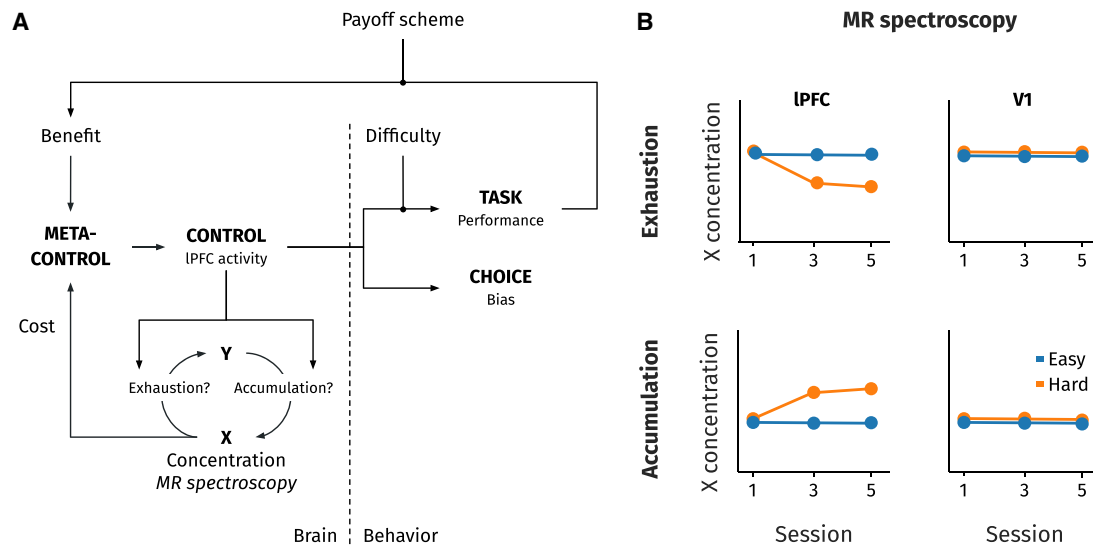 A
Payoff scheme
Benefit
Difficulty
META-
CONTROL
CONTROL
lPFC activity
TASK
Performance
CHOICE
Bias
Cost
Y
Exhaustion?
Accumulation?
X
Concentration
MR spectroscopy
Brain
Behavior
B
MR spectroscopy
lPFC
V1
Exhaustion
X concentration
1 3 5
1 3 5
Accumulation
X concentration
Easy
Hard
1 3 5
1 3 5
Session
Session